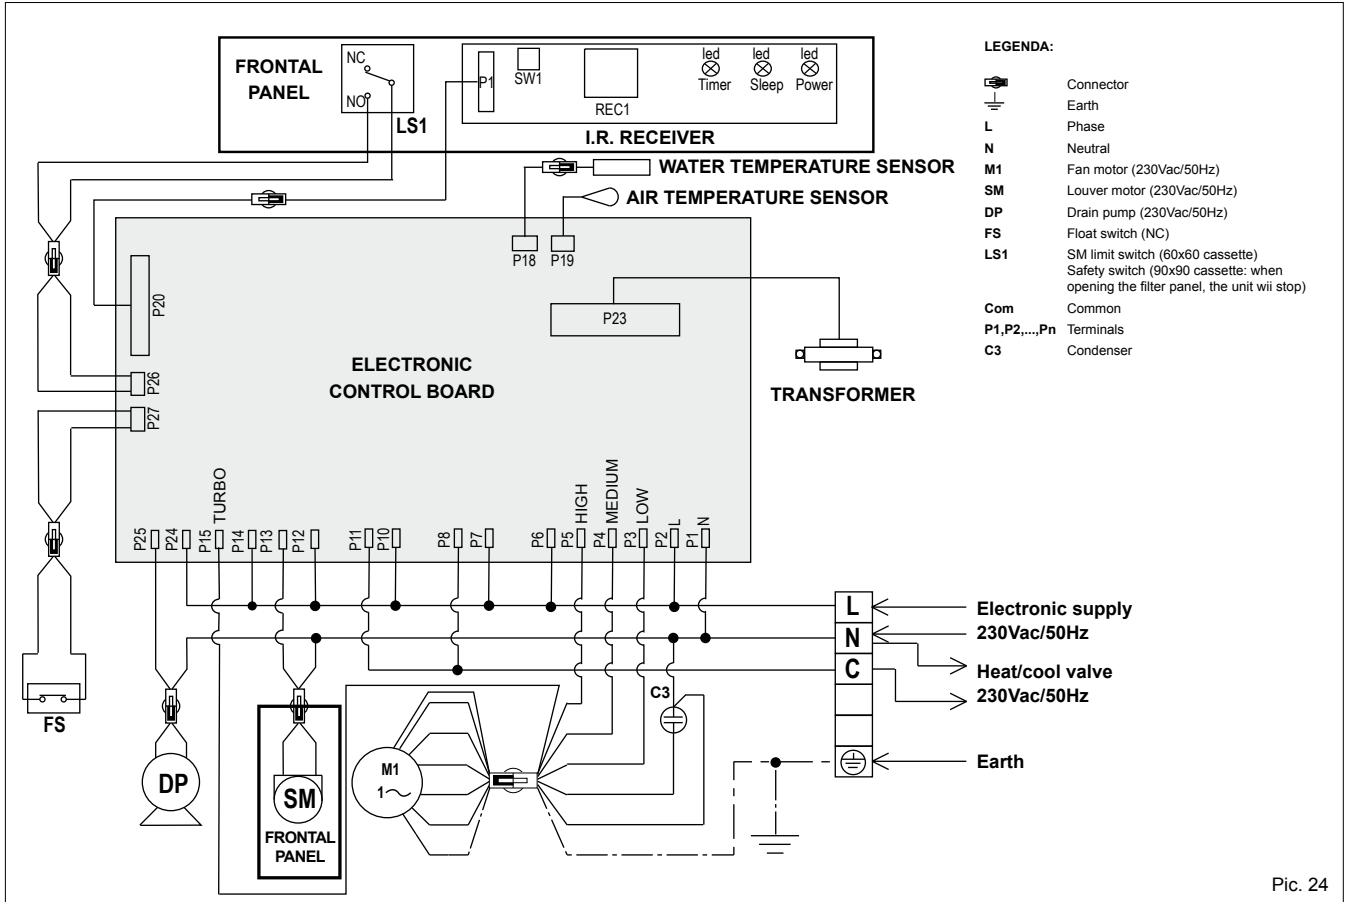 FRONTAL
PANEL
NC
NO
LS1
P1
SW1
REC1
led
Timer
led
Sleep
led
Power
I.R. RECEIVER
WATER TEMPERATURE SENSOR
AIR TEMPERATURE SENSOR
P18
P19
P20
P23
P26
P27
ELECTRONIC
CONTROL BOARD
TRANSFORMER
P25
P24
P15
TURBO
P14
P13
P12
P11
P10
P8
P7
P6
P5
HIGH
P4
MEDIUM
P3
LOW
P2
L
P1
N
L
N
C
Electronic supply
230Vac/50Hz
Heat/cool valve
230Vac/50Hz
Earth
FS
DP
SM
FRONTAL
PANEL
M1
1
C3
LEGENDA:
Connector
Earth
L Phase
N Neutral
M1 Fan motor (230Vac/50Hz)
SM Louver motor (230Vac/50Hz)
DP Drain pump (230Vac/50Hz)
FS Float switch (NC)
LS1 SM limit switch (60x60 cassette)
Safety switch (90x90 cassette: when
opening the filter panel, the unit wii stop)
Com Common
P1,P2,...,Pn Terminals
C3 Condenser
Pic. 24